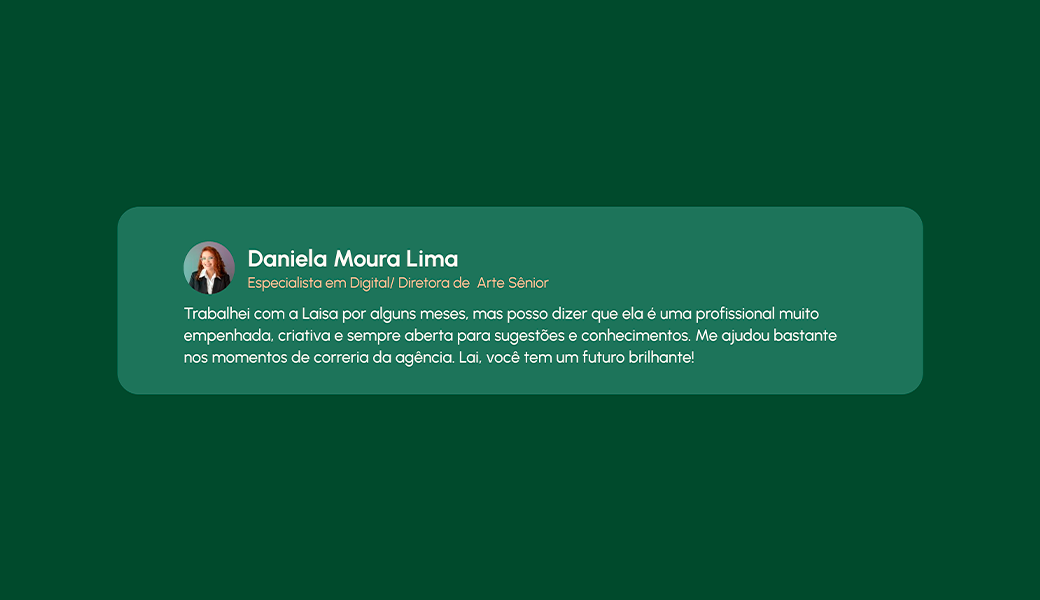 Daniela Moura Lima
Especialista em Digital/ Diretora de  Arte Sênior
Trabalhei com a Laisa por alguns meses, mas posso dizer que ela é uma profissional muito
empenhada, criativa e sempre aberta para sugestões e conhecimentos. Me ajudou bastante
nos momentos de correria da agência. Lai, você tem um futuro brilhante!